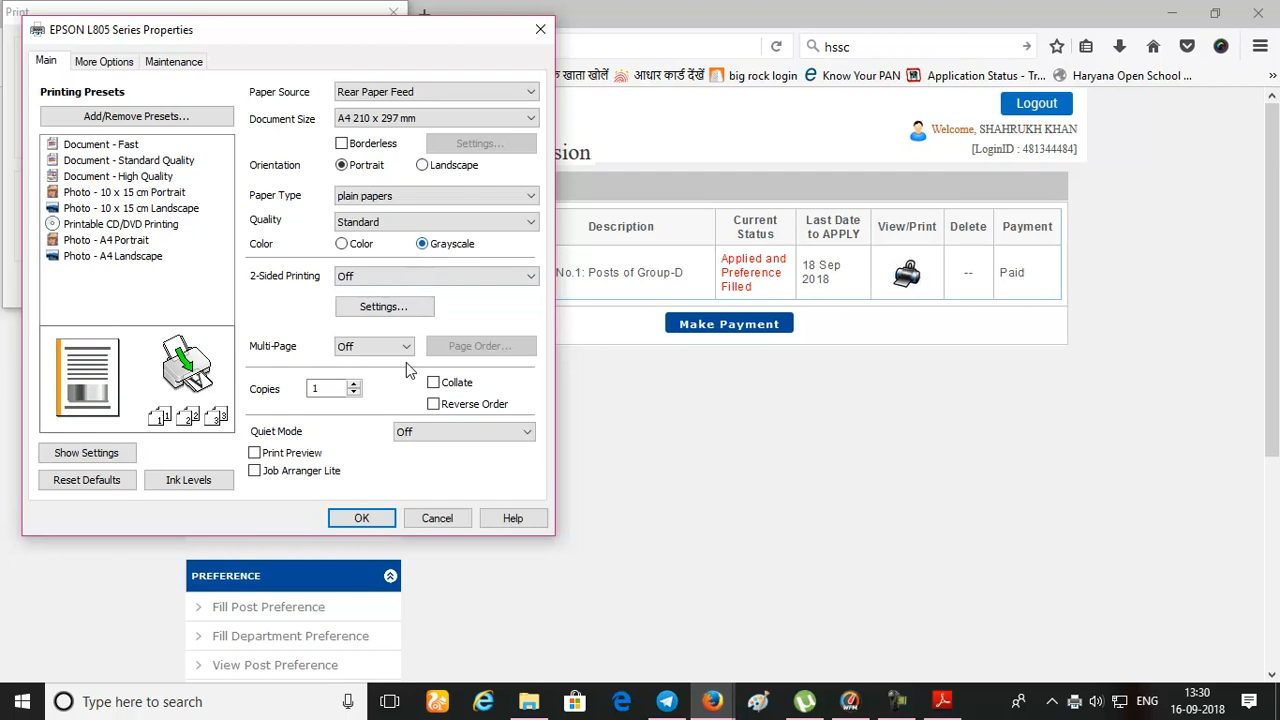 Print
EPSON L805 Series Properties
Main
More Options
Maintenance
Printing Presets
Add/Remove Presets...
Document - Fast
Document - Standard Quality
Document - High Quality
Photo - 10 x 15 cm Portrait
Photo - 10 x 15 cm Landscape
Printable CD/DVD Printing
Photo - A4 Portrait
Photo - A4 Landscape
Show Settings
Reset Defaults
Ink Levels
Paper Source
Rear Paper Feed
Document Size
A4 210 x 297 mm
Borderless
Settings...
Orientation
Portrait
Landscape
Paper Type
plain papers
Quality
Standard
Color
Color
Grayscale
2-Sided Printing
Off
Settings...
Multi-Page
Off
Page Order...
Copies
1
Collate
Reverse Order
Quiet Mode
Off
Print Preview
Job Arranger Lite
OK
Cancel
Help
hssc
खाता खोलें
आधार कार्ड देंखें
big rock login
Know Your PAN
Application Status - Tr...
Haryana Open School ...
»
Logout
Welcome, SHAHRUKH KHAN
[LoginID : 481344484]
sion
Description
Current Status
Last Date to APPLY
View/Print
Delete
Payment
No.1: Posts of Group-D
Applied and Preference Filled
18 Sep 2018
--
Paid
Make Payment
PREFERENCE
Fill Post Preference
Fill Department Preference
View Post Preference
Type here to search
ENG
13:30
16-09-2018